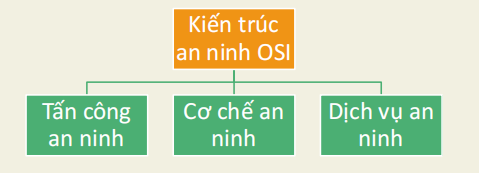 Kiến trúc
an ninh OSI
Tấn công
an ninh
Cơ chế an
ninh
Dịch vụ an
ninh